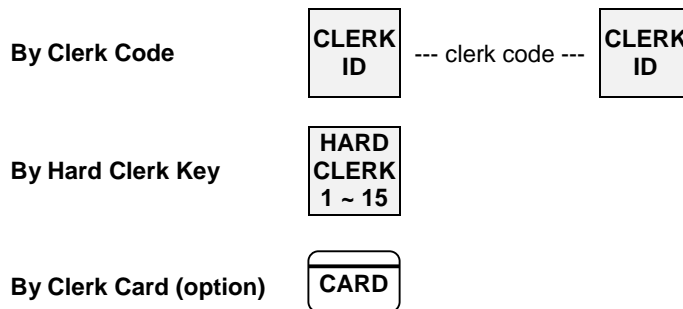 By Clerk Code
CLERK
ID
--- clerk code ---
CLERK
ID
By Hard Clerk Key
HARD
CLERK
1 ~ 15
By Clerk Card (option)
CARD